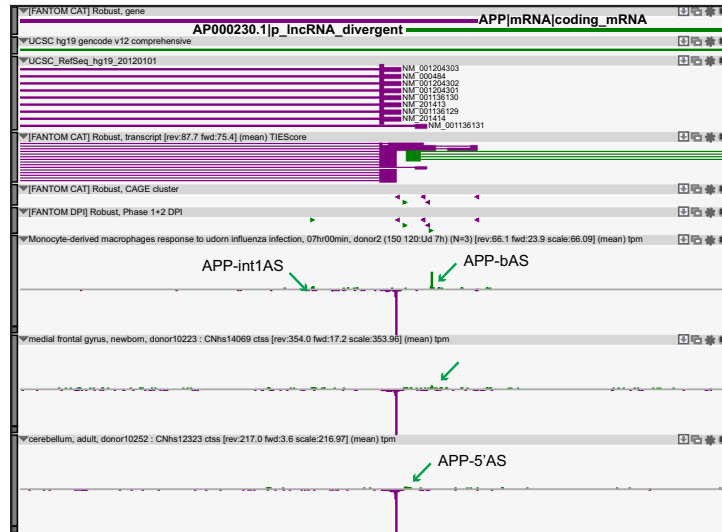 [FANTOM CAT] Robust, gene
APP|mRNA|coding_mRNA
AP000230.1|p_lncRNA_divergent
UCSC hg19 gencode v12 comprehensive
UCSC_RefSeq_hg19_20120101
NM_001204303
NM_000484
NM_001204302
NM_001204301
NM_001136130
NM_201413
NM_001136129
NM_201414
NM_001136131
[FANTOM CAT] Robust, transcript [rev:87.7 fwd:75.4] (mean) TIEScore
[FANTOM CAT] Robust, CAGE cluster
[FANTOM DPI] Robust, Phase 1+2 DPI
Monocyte-derived macrophages response to udorn influenza infection, 07hr00min, donor2 (150 120:Ud 7h) (N=3) [rev:66.1 fwd:23.9 scale:66.09] (mean) tpm
APP-int1AS
APP-bAS
medial frontal gyrus, newborn, donor10223 : CNhs14069 ctss [rev:354.0 fwd:17.2 scale:353.96] (mean) tpm
cerebellum, adult, donor10252 : CNhs12323 ctss [rev:217.0 fwd:3.6 scale:216.97] (mean) tpm
APP-5'AS